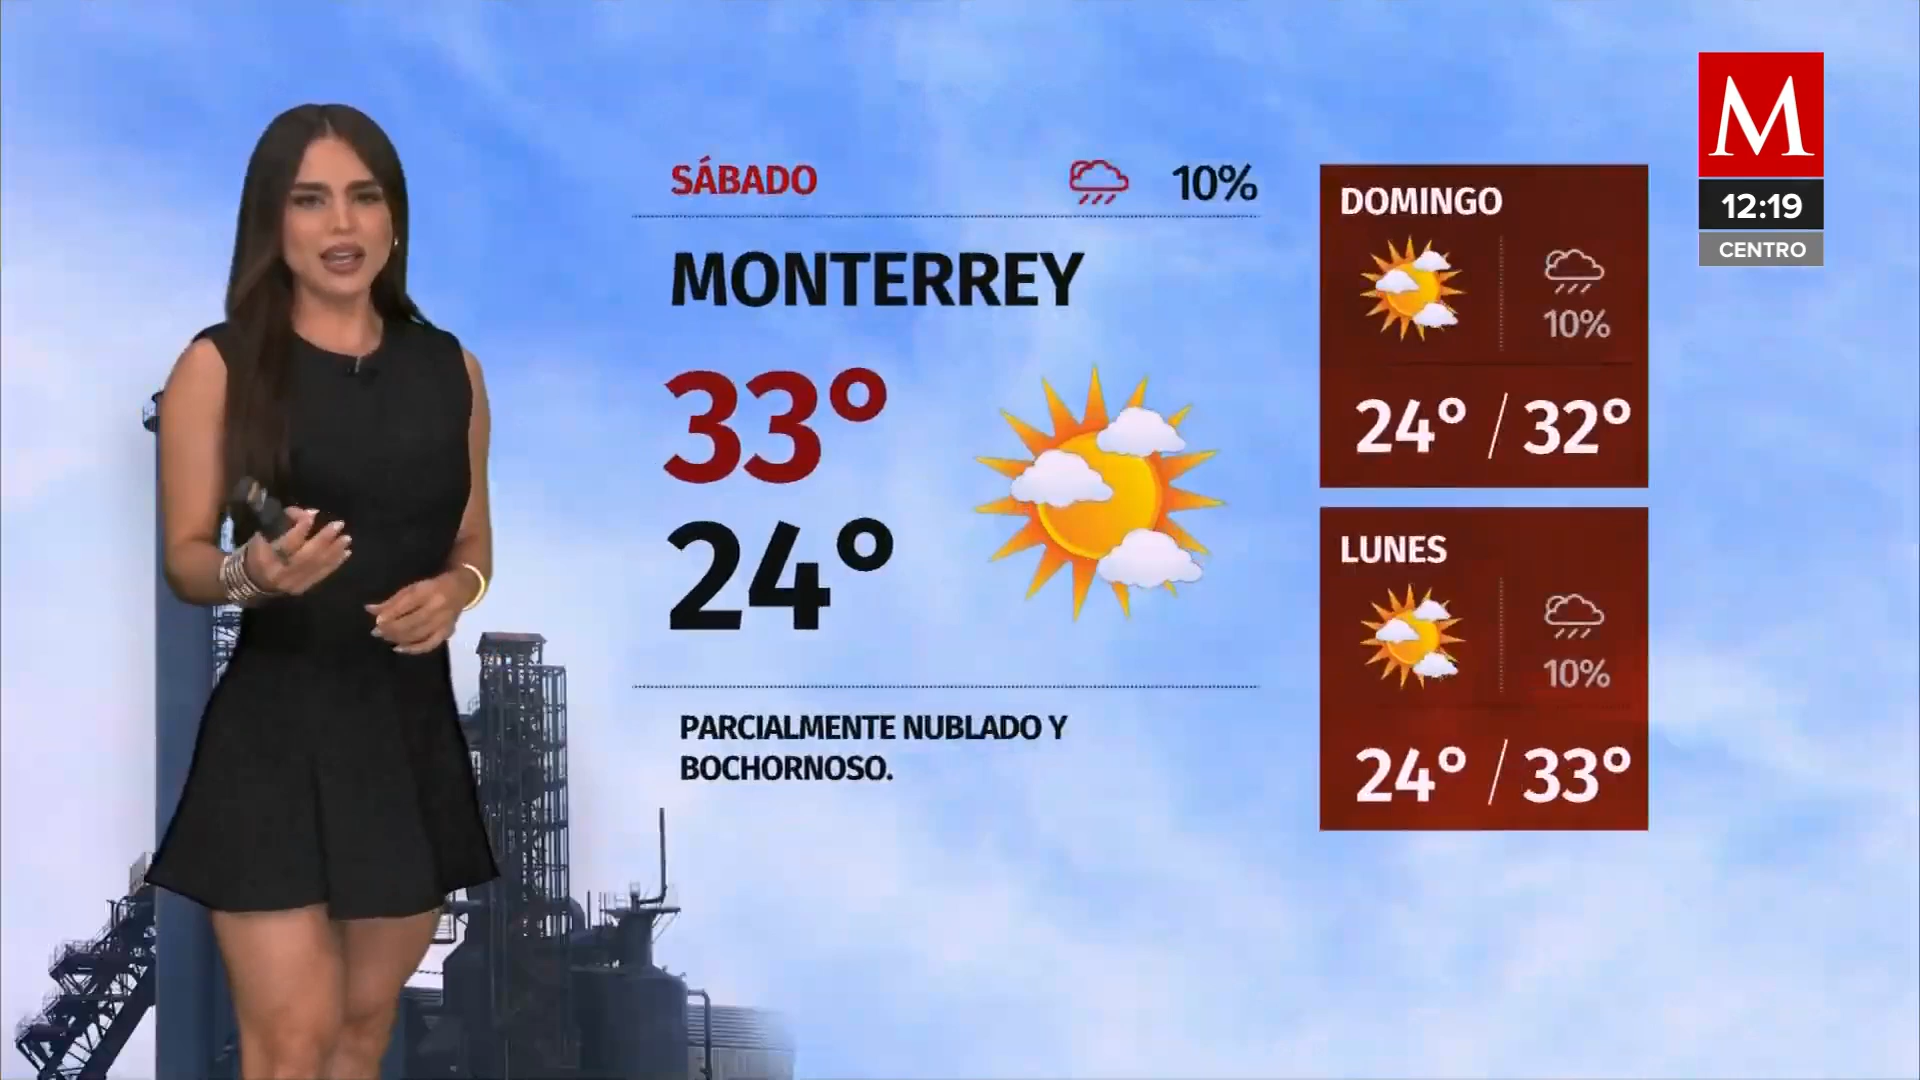 SÁBADO 10%
MONTERREY
33°
24°
PARCIALMENTE NUBLADO Y
BOCHORNOSO.
DOMINGO
10%
24° / 32°
LUNES
10%
24° / 33°
M
12:19
CENTRO